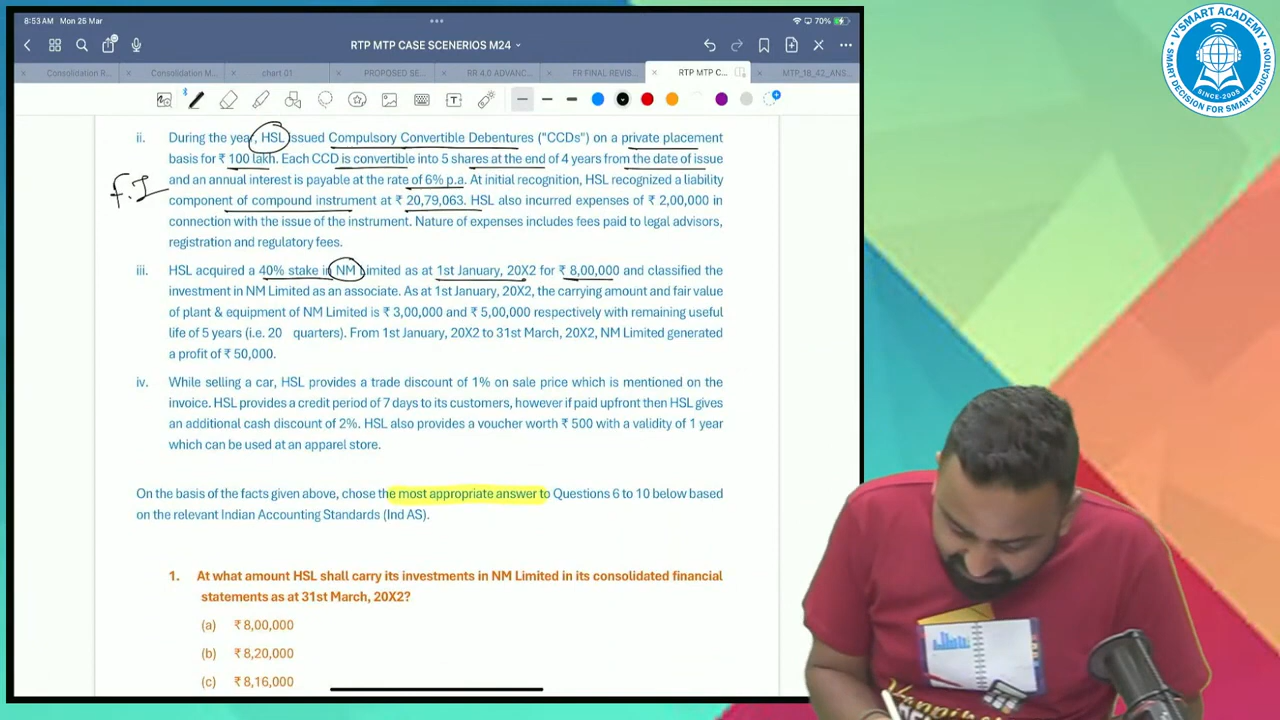 8:53 AM Mon 25 Mar
70%
RTP MTP CASE SCENERIOS M24
Consolidation R...
Consolidation M...
chart 01
PROPOSED SE...
RR 4.0 ADVANC...
FR FINAL REVIS...
RTP MTP C...
MTP_18_42_ANS...
ii. During the year, HSL issued Compulsory Convertible Debentures ("CCDs") on a private placement
basis for ₹ 100 lakh. Each CCD is convertible into 5 shares at the end of 4 years from the date of issue
and an annual interest is payable at the rate of 6% p.a. At initial recognition, HSL recognized a liability
F.I
component of compound instrument at ₹ 20,79,063. HSL also incurred expenses of ₹ 2,00,000 in
connection with the issue of the instrument. Nature of expenses includes fees paid to legal advisors,
registration and regulatory fees.
iii. HSL acquired a 40% stake in NM Limited as at 1st January, 20X2 for ₹ 8,00,000 and classified the
investment in NM Limited as an associate. As at 1st January, 20X2, the carrying amount and fair value
of plant & equipment of NM Limited is ₹ 3,00,000 and ₹ 5,00,000 respectively with remaining useful
life of 5 years (i.e. 20 quarters). From 1st January, 20X2 to 31st March, 20X2, NM Limited generated
a profit of ₹ 50,000.
iv. While selling a car, HSL provides a trade discount of 1% on sale price which is mentioned on the
invoice. HSL provides a credit period of 7 days to its customers, however if paid upfront then HSL gives
an additional cash discount of 2%. HSL also provides a voucher worth ₹ 500 with a validity of 1 year
which can be used at an apparel store.
On the basis of the facts given above, chose the most appropriate answer to Questions 6 to 10 below based
on the relevant Indian Accounting Standards (Ind AS).
1. At what amount HSL shall carry its investments in NM Limited in its consolidated financial
statements as at 31st March, 20X2?
(a) ₹ 8,00,000
(b) ₹ 8,20,000
(c) ₹ 8,16,000
V'SMART ACADEMY
SINCE-2005
SMART DECISION FOR SMART EDUCATION